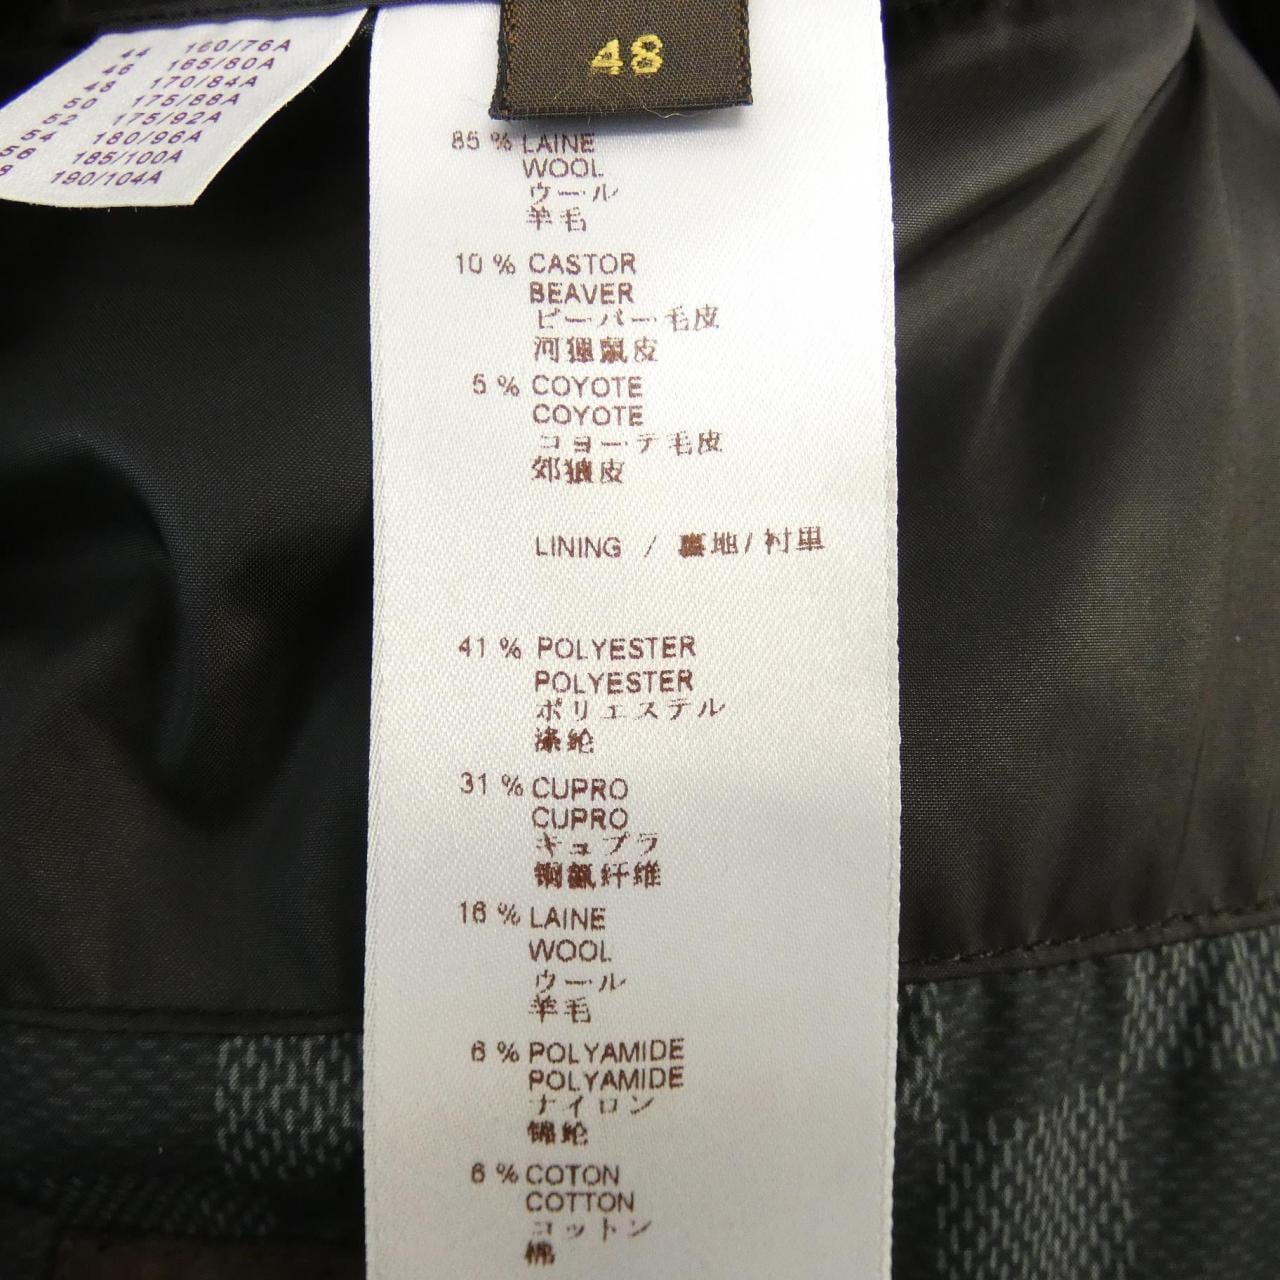 44 160/76A
46 165/80A
48 170/84A
50 175/88A
52 175/92A
54 180/96A
56 185/100A
8 190/104A
48
85 % LAINE
WOOL
ウール
羊毛
10 % CASTOR
BEAVER
ビーバー毛皮
河狸鼠皮
5 % COYOTE
COYOTE
コヨーテ毛皮
郊狼皮
LINING / 裏地/衬里
41 % POLYESTER
POLYESTER
ポリエステル
涤纶
31 % CUPRO
CUPRO
キュプラ
铜氨纤维
16 % LAINE
WOOL
ウール
羊毛
6 % POLYAMIDE
POLYAMIDE
ナイロン
锦纶
6 % COTON
COTTON
コットン
棉